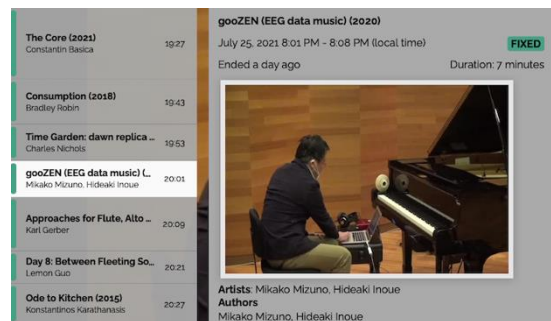 The Core (2021)
Constantin Basica
19:27
Consumption (2018)
Bradley Robin
19:43
Time Garden: dawn replica ...
Charles Nichols
19:53
gooZEN (EEG data music) (...
Mikako Mizuno, Hideaki Inoue
20:01
Approaches for Flute, Alto ...
Karl Gerber
20:09
Day 8: Between Fleeting So...
Lemon Guo
20:21
Ode to Kitchen (2015)
Konstantinos Karathanasis
20:27
gooZEN (EEG data music) (2020)
July 25, 2021 8:01 PM - 8:08 PM (local time)
FIXED
Ended a day ago
Duration: 7 minutes
Artists: Mikako Mizuno, Hideaki Inoue
Authors
Mikako Mizuno, Hideaki Inoue